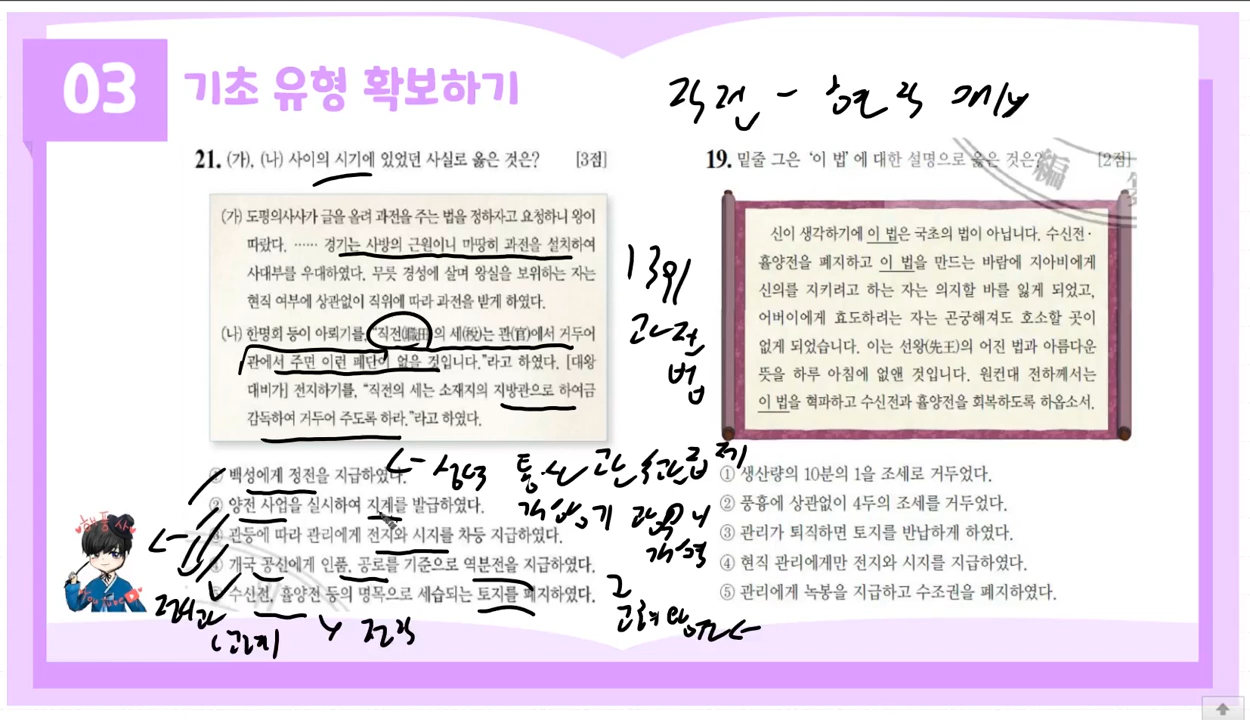 03 기초 유형 확보하기
직전 - 현직
21. (가), (나) 사이의 시기에 있었던 사실로 옳은 것은? [3점]
(가) 도평의사사가 글을 올려 과전을 주는 법을 정하자고 요청하니 왕이
따랐다. …… 경기는 사방의 근원이니 마땅히 과전을 설치하여
사대부를 우대하였다. 무릇 경성에 살며 왕실을 보위하는 자는
현직 여부에 상관없이 직위에 따라 과전을 받게 하였다.
(나) 한명회 등이 아뢰기를, “직전(職田)의 세(稅)는 관(官)에서 거두어
관에서 주면 이런 폐단이 없을 것입니다.”라고 하였다. [대왕
대비가] 전지하기를, “직전의 세는 소재지의 지방관으로 하여금
감독하여 거두어 주도록 하라.”라고 하였다.
① 백성에게 정전을 지급하였다.
② 양전 사업을 실시하여 지계를 발급하였다.
③ 관등에 따라 관리에게 전지와 시지를 차등 지급하였다.
④ 개국 공신에게 인품, 공로를 기준으로 역분전을 지급하였다.
⑤ 수신전, 휼양전 등의 명목으로 세습되는 토지를 폐지하였다.
과전
법
통신
전시과
해품사
YouTube
19. 밑줄 그은 ‘이 법’에 대한 설명으로 옳은 것은? [2점]
編
신이 생각하기에 이 법은 국초의 법이 아닙니다. 수신전·
휼양전을 폐지하고 이 법을 만드는 바람에 지아비에게
신의를 지키려고 하는 자는 의지할 바를 잃게 되었고,
어버이에게 효도하려는 자는 곤궁해져도 호소할 곳이
없게 되었습니다. 이는 선왕(先王)의 어진 법과 아름다운
뜻을 하루 아침에 없앤 것입니다. 원컨대 전하께서는
이 법을 혁파하고 수신전과 휼양전을 회복하도록 하옵소서.
① 생산량의 10분의 1을 조세로 거두었다.
② 풍흉에 상관없이 4두의 조세를 거두었다.
③ 관리가 퇴직하면 토지를 반납하게 하였다.
④ 현직 관리에게만 전지와 시지를 지급하였다.
⑤ 관리에게 녹봉을 지급하고 수조권을 폐지하였다.